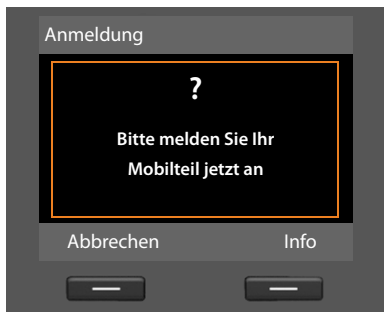 Anmeldung
?
Bitte melden Sie Ihr
Mobilteil jetzt an
Abbrechen Info